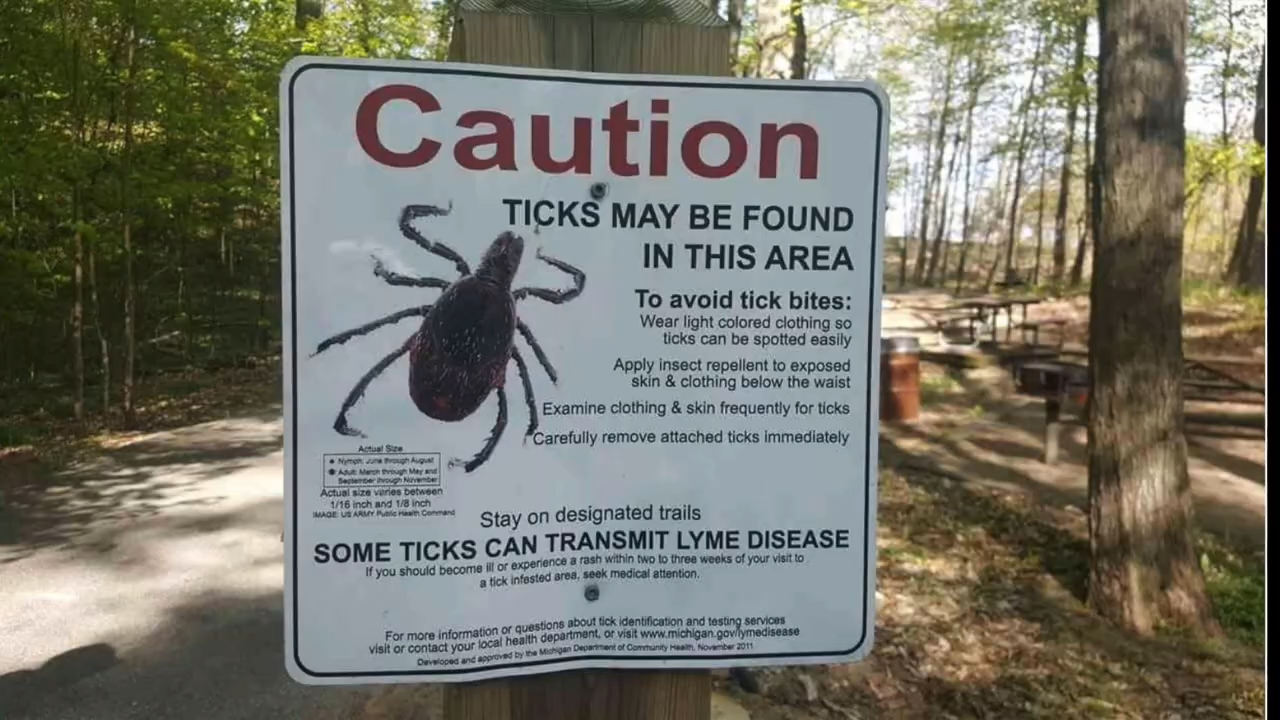 Caution
TICKS MAY BE FOUND
IN THIS AREA
To avoid tick bites:
Wear light colored clothing so
ticks can be spotted easily
Apply insect repellent to exposed
skin & clothing below the waist
Examine clothing & skin frequently for ticks
Carefully remove attached ticks immediately
Actual Size
Nymph: June through August
Adult: March through May and
September through November
Actual size varies between
1/16 inch and 1/8 inch
IMAGE: US ARMY Public Health Command
Stay on designated trails
SOME TICKS CAN TRANSMIT LYME DISEASE
If you should become ill or experience a rash within two to three weeks of your visit to
a tick infested area, seek medical attention.
For more information or questions about tick identification and testing services
visit or contact your local health department, or visit www.michigan.gov/lymedisease
Developed and approved by the Michigan Department of Community Health, November 2011